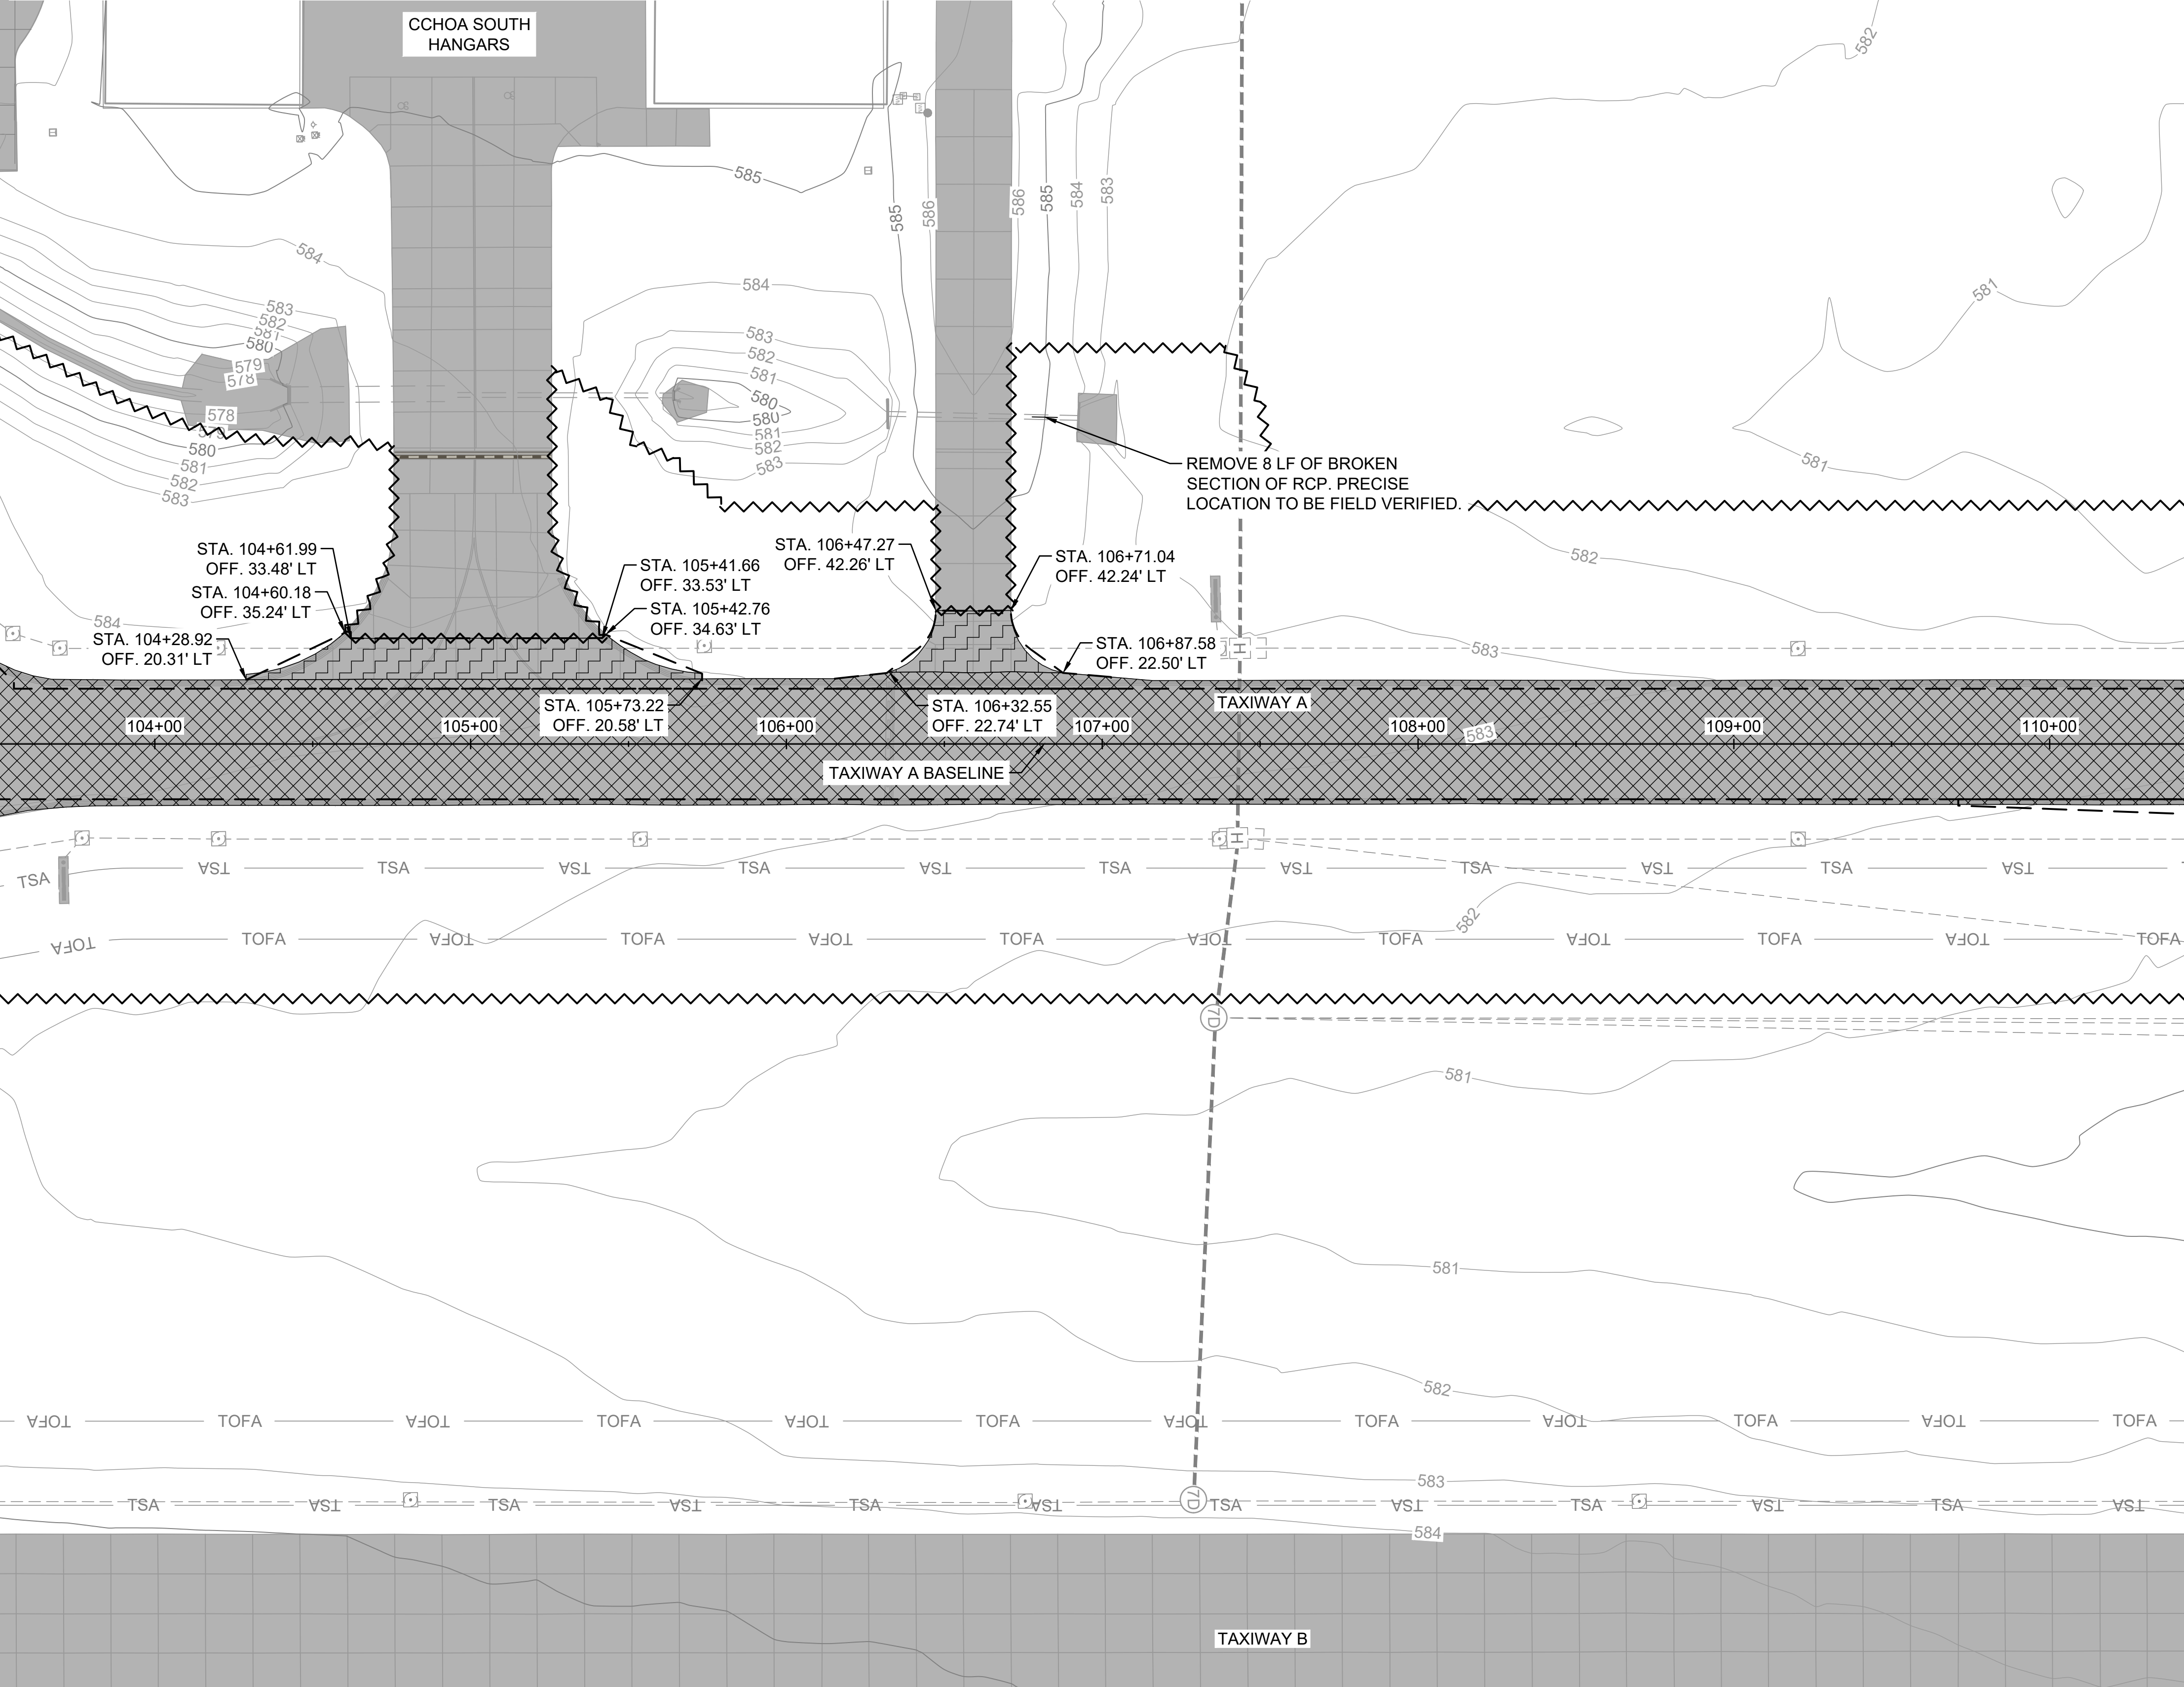 CCHOA SOUTH
HANGARS
582
585
585
586
586
585
584
583
584
584
581
583
582
581
580
579
578
578
579
580
581
582
583
583
582
581
580
580
581
582
583
581
REMOVE 8 LF OF BROKEN
SECTION OF RCP. PRECISE
LOCATION TO BE FIELD VERIFIED.
582
STA. 104+61.99
OFF. 33.48' LT
STA. 104+60.18
OFF. 35.24' LT
584
STA. 104+28.92
OFF. 20.31' LT
STA. 105+41.66
OFF. 33.53' LT
STA. 105+42.76
OFF. 34.63' LT
STA. 106+47.27
OFF. 42.26' LT
STA. 106+71.04
OFF. 42.24' LT
STA. 106+87.58
OFF. 22.50' LT
H
583
STA. 105+73.22
OFF. 20.58' LT
STA. 106+32.55
OFF. 22.74' LT
TAXIWAY A
104+00
105+00
106+00
107+00
108+00
583
109+00
110+00
TAXIWAY A BASELINE
H
TSA TSA TSA TSA TSA TSA TSA TSA TSA TSA TSA TSA
582
TOFA TOFA TOFA TOFA TOFA TOFA TOFA TOFA TOFA TOFA TOFA TOFA
7D
581
581
582
TOFA TOFA TOFA TOFA TOFA TOFA TOFA TOFA TOFA TOFA TOFA TOFA
583
TSA TSA TSA TSA TSA TSA 7D TSA TSA TSA TSA TSA TSA
584
TAXIWAY B